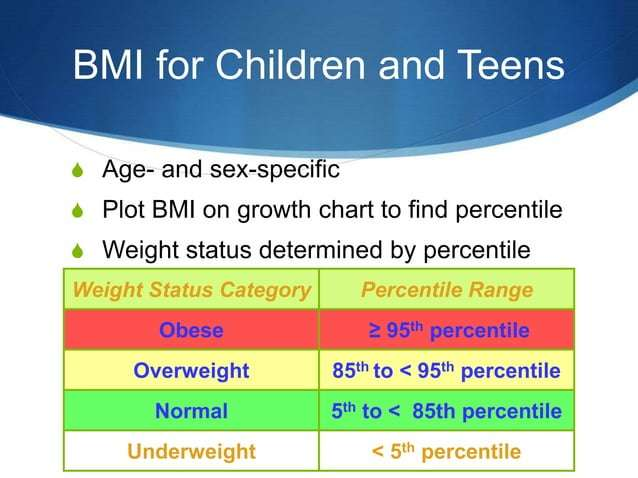 BMI for Children and Teens
Age- and sex-specific
Plot BMI on growth chart to find percentile
Weight status determined by percentile
Weight Status Category Percentile Range
Obese ≥ 95th percentile
Overweight 85th to < 95th percentile
Normal 5th to < 85th percentile
Underweight < 5th percentile